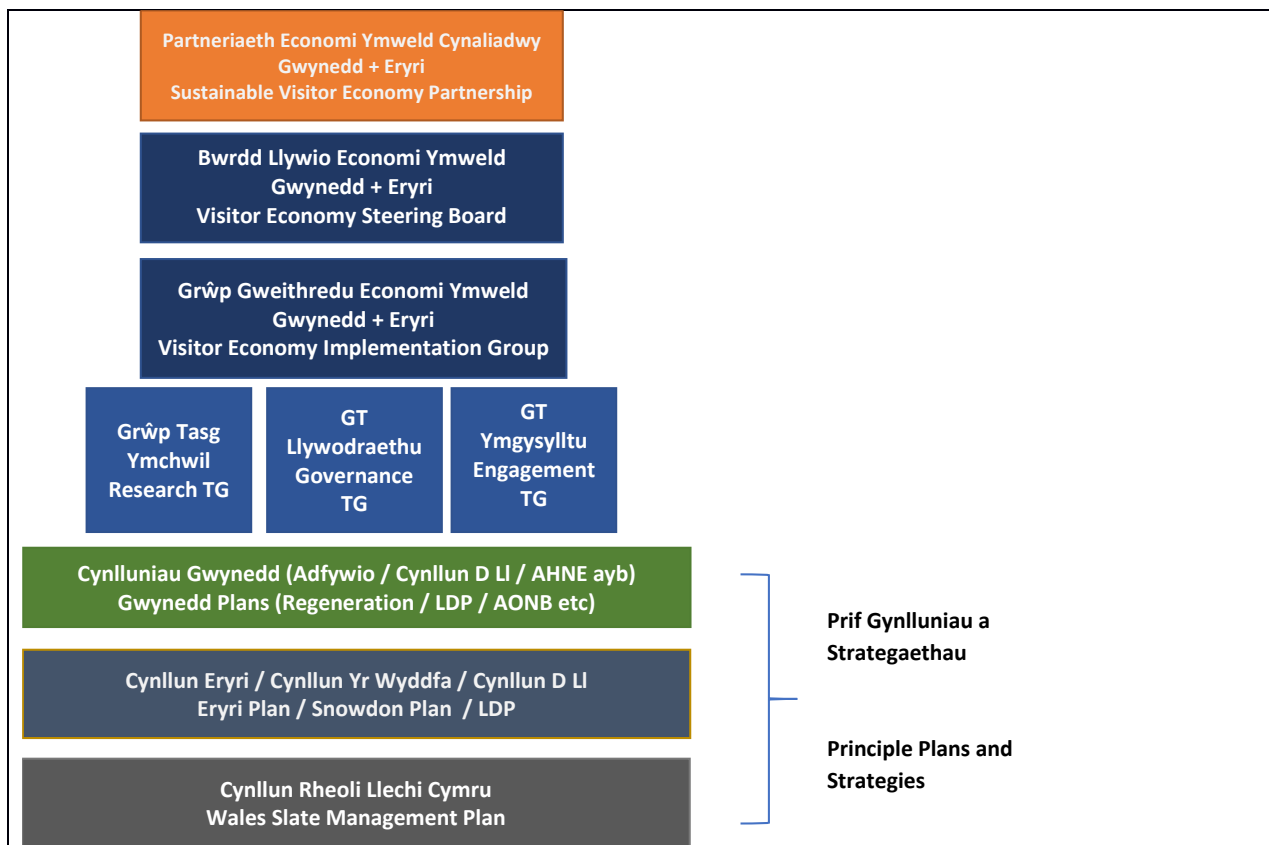 Partneriaeth Economi Ymweld Cynaliadwy
Gwynedd + Eryri
Sustainable Visitor Economy Partnership
Bwrdd Llywio Economi Ymweld
Gwynedd + Eryri
Visitor Economy Steering Board
Grŵp Gweithredu Economi Ymweld
Gwynedd + Eryri
Visitor Economy Implementation Group
Grŵp Tasg
Ymchwil
Research TG
GT
Llywodraethu
Governance
TG
GT
Ymgysylltu
Engagement
TG
Cynlluniau Gwynedd (Adfywio / Cynllun D Ll / AHNE ayb)
Gwynedd Plans (Regeneration / LDP / AONB etc)
Cynllun Eryri / Cynllun Yr Wyddfa / Cynllun D Ll
Eryri Plan / Snowdon Plan / LDP
Cynllun Rheoli Llechi Cymru
Wales Slate Management Plan
Prif Gynlluniau a
Strategaethau
Principle Plans and
Strategies